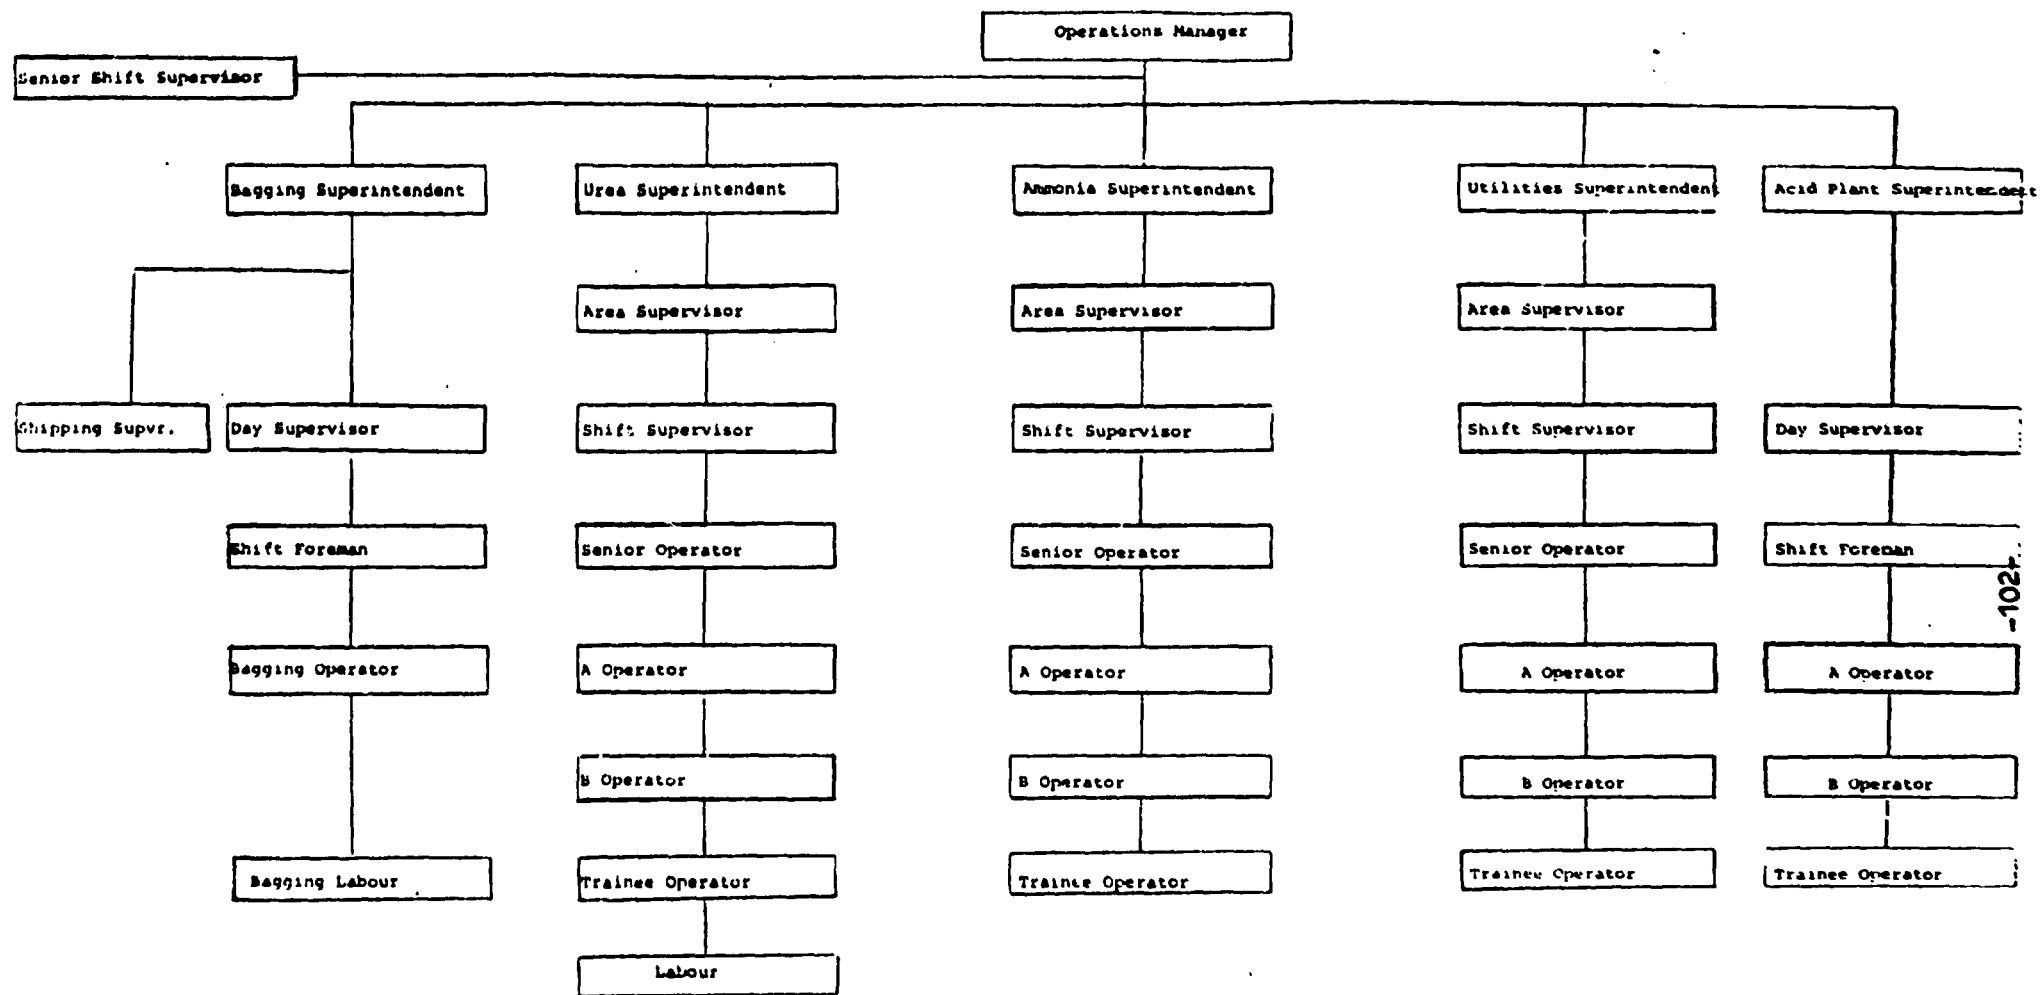 Operations Manager
Senior Shift Supervisor
Bagging Superintendent
Urea Superintendent
Ammonia Superintendent
Utilities Superintendent
Acid Plant Superintendent
Area Supervisor
Area Supervisor
Area Supervisor
Shipping Supvr.
Day Supervisor
Shift Supervisor
Shift Supervisor
Shift Supervisor
Day Supervisor
Shift Foreman
Senior Operator
Senior Operator
Senior Operator
Shift Foreman
-102-
Bagging Operator
A Operator
A Operator
A Operator
A Operator
B Operator
B Operator
B Operator
B Operator
Bagging Labour
Trainee Operator
Trainee Operator
Trainee Operator
Trainee Operator
Labour